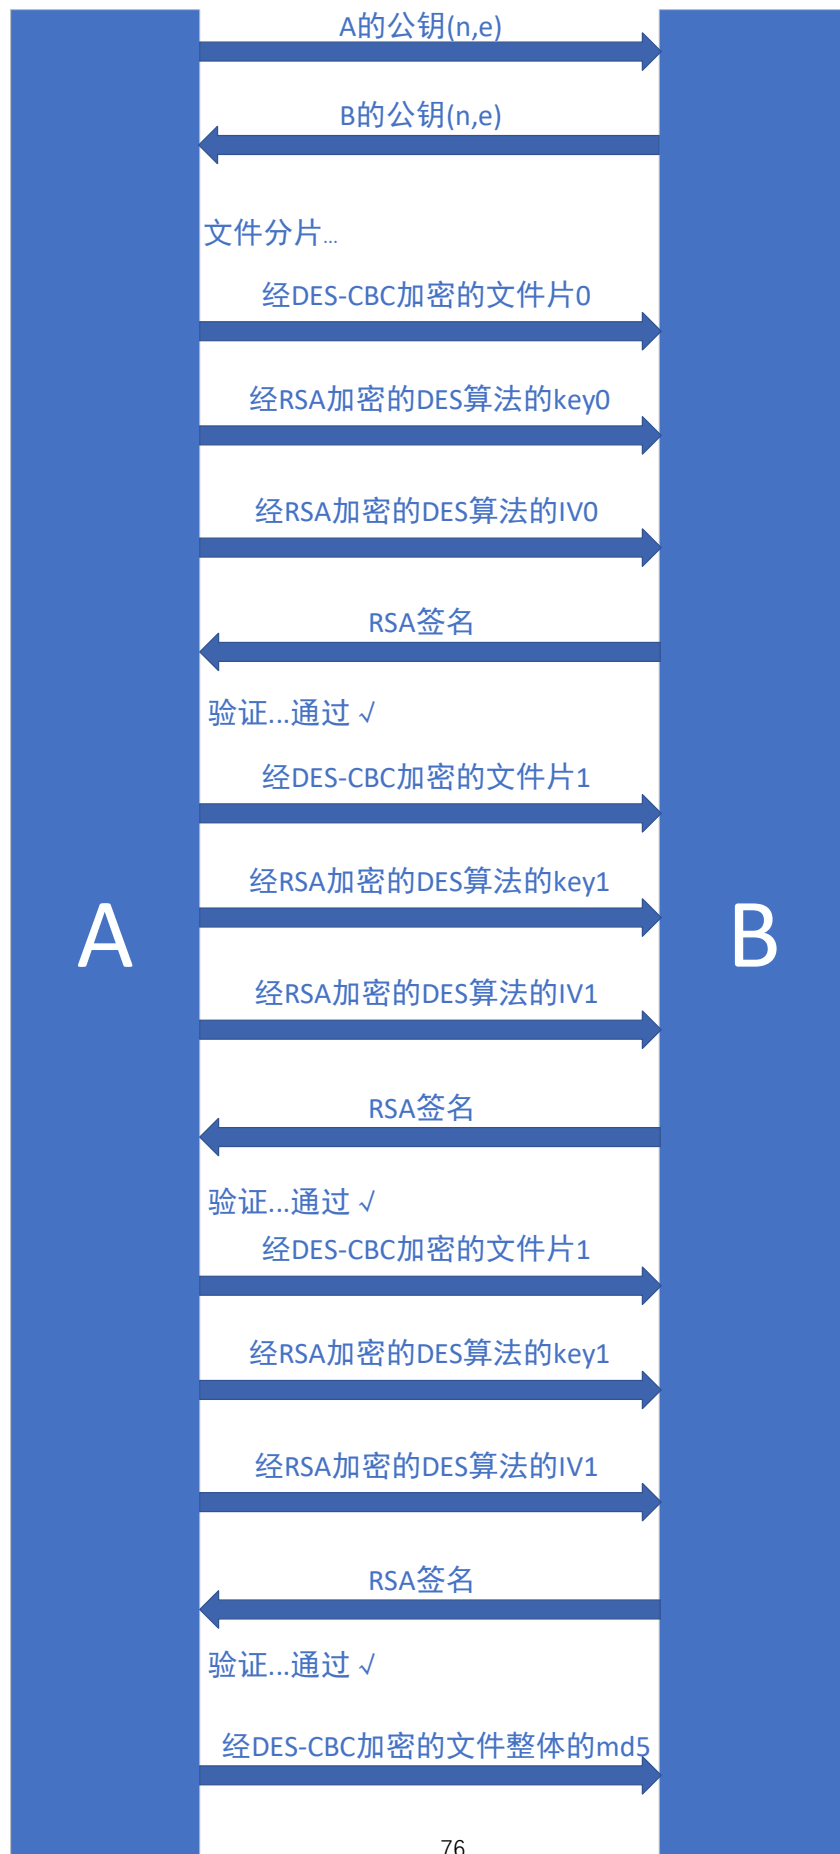 A的公钥(n,e)
B的公钥(n,e)
文件分片...
经DES-CBC加密的文件片0
经RSA加密的DES算法的key0
经RSA加密的DES算法的IV0
RSA签名
验证...通过 √
经DES-CBC加密的文件片1
经RSA加密的DES算法的key1
A
B
经RSA加密的DES算法的IV1
RSA签名
验证...通过 √
经DES-CBC加密的文件片1
经RSA加密的DES算法的key1
经RSA加密的DES算法的IV1
RSA签名
验证...通过 √
经DES-CBC加密的文件整体的md5
76